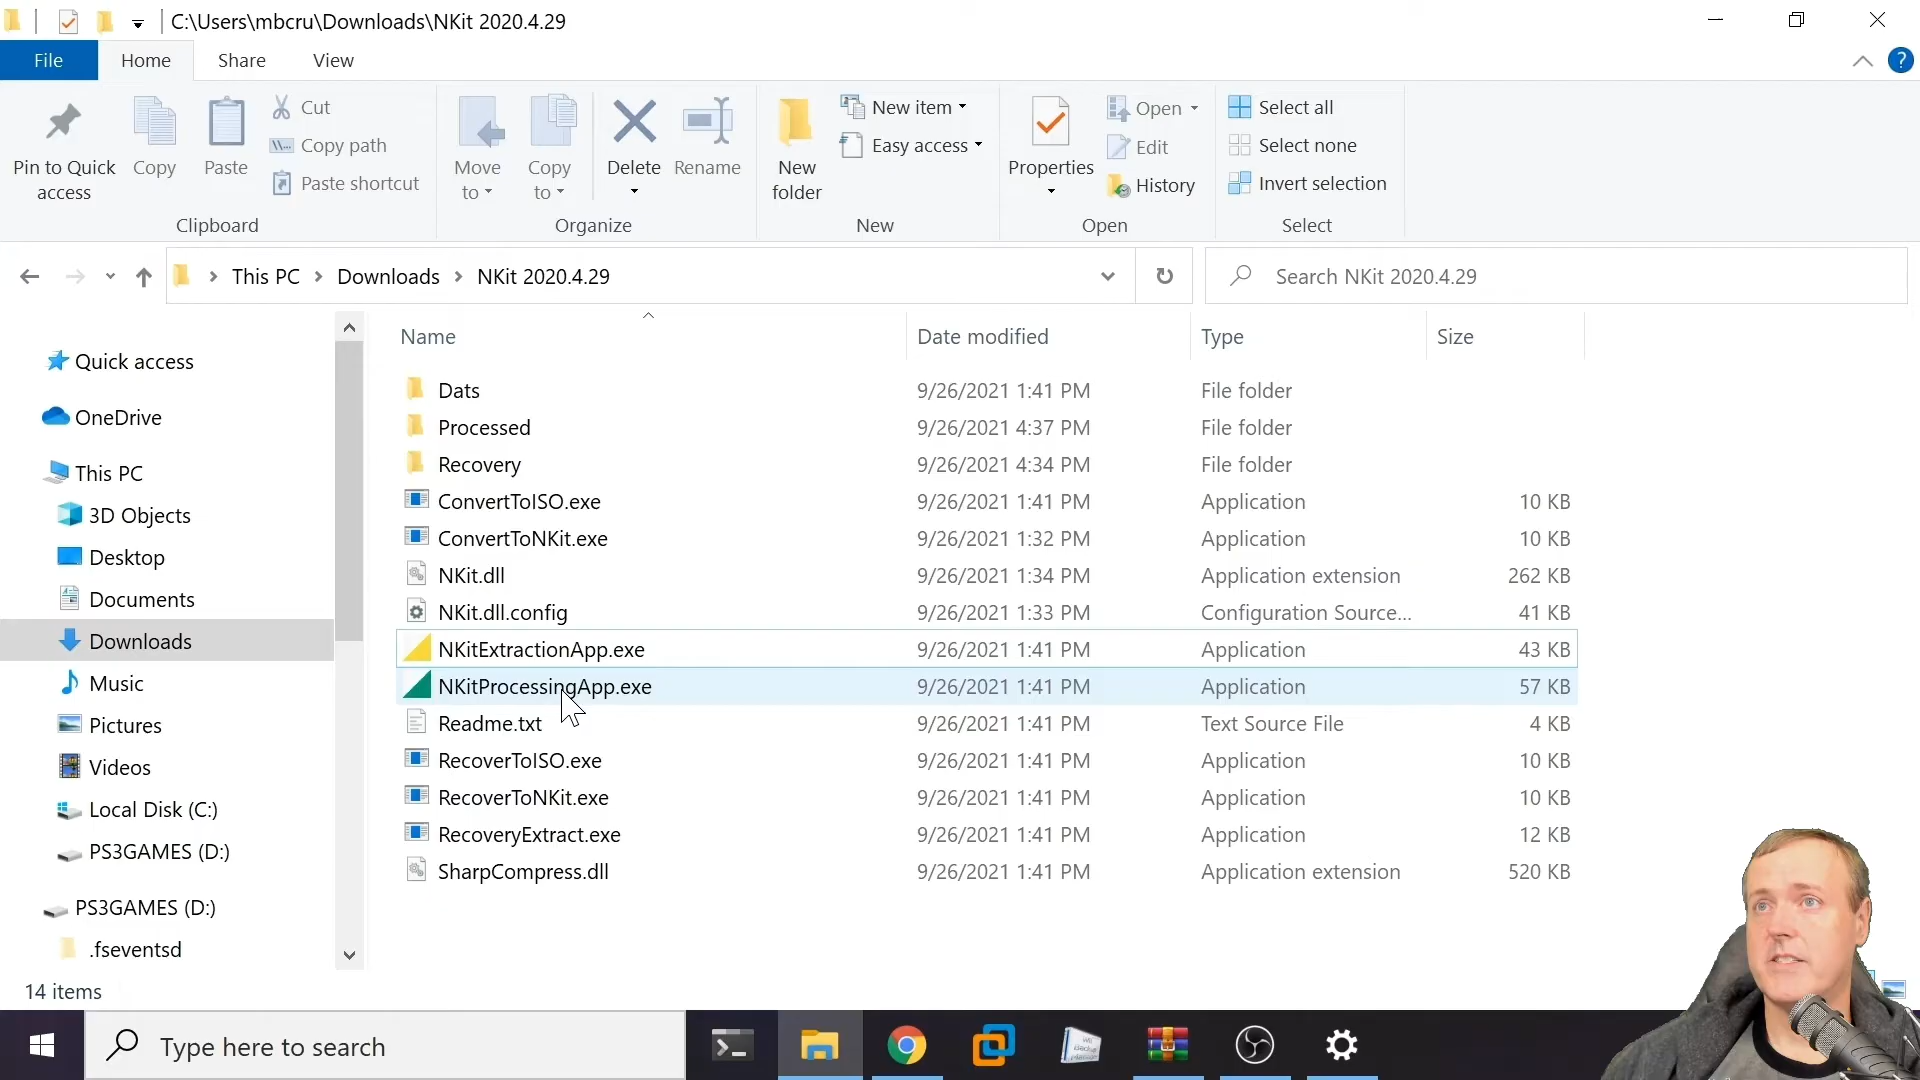 C:\Users\mbcru\Downloads\NKit 2020.4.29
File Home Share View
Pin to Quick access
Copy
Paste
Cut
Copy path
Paste shortcut
Clipboard
Move to
Copy to
Delete
Rename
Organize
New folder
New item
Easy access
New
Properties
Open
Edit
History
Open
Select all
Select none
Invert selection
Select
This PC Downloads NKit 2020.4.29
Search NKit 2020.4.29
Quick access
OneDrive
This PC
3D Objects
Desktop
Documents
Downloads
Music
Pictures
Videos
Local Disk (C:)
PS3GAMES (D:)
PS3GAMES (D:)
.fseventsd
Name Date modified Type Size
Dats 9/26/2021 1:41 PM File folder
Processed 9/26/2021 4:37 PM File folder
Recovery 9/26/2021 4:34 PM File folder
ConvertToISO.exe 9/26/2021 1:41 PM Application 10 KB
ConvertToNKit.exe 9/26/2021 1:32 PM Application 10 KB
NKit.dll 9/26/2021 1:34 PM Application extension 262 KB
NKit.dll.config 9/26/2021 1:33 PM Configuration Source... 41 KB
NKitExtractionApp.exe 9/26/2021 1:41 PM Application 43 KB
NKitProcessingApp.exe 9/26/2021 1:41 PM Application 57 KB
Readme.txt 9/26/2021 1:41 PM Text Source File 4 KB
RecoverToISO.exe 9/26/2021 1:41 PM Application 10 KB
RecoverToNKit.exe 9/26/2021 1:41 PM Application 10 KB
RecoveryExtract.exe 9/26/2021 1:41 PM Application 12 KB
SharpCompress.dll 9/26/2021 1:41 PM Application extension 520 KB
14 items
Type here to search